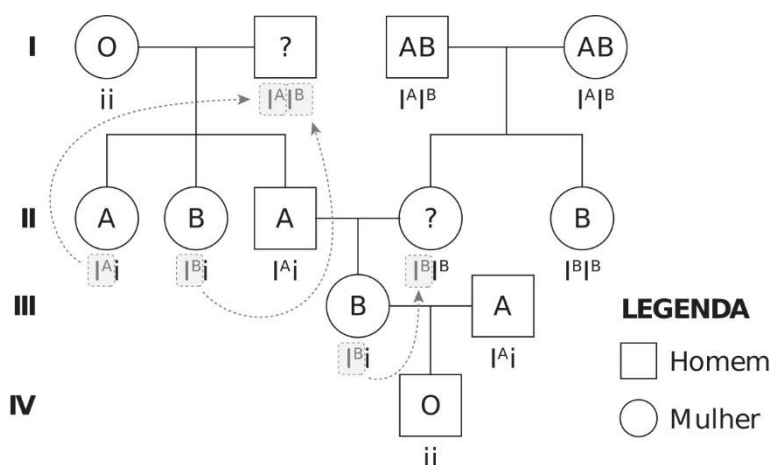 I O ? AB AB
ii IᴬIᴮ IᴬIᴮ IᴬIᴮ
II A B A ? B
Iᴬi Iᴮi Iᴬi IᴮIᴮ IᴮIᴮ
III B A LEGENDA
Iᴮi Iᴬi Homem
IV O Mulher
ii